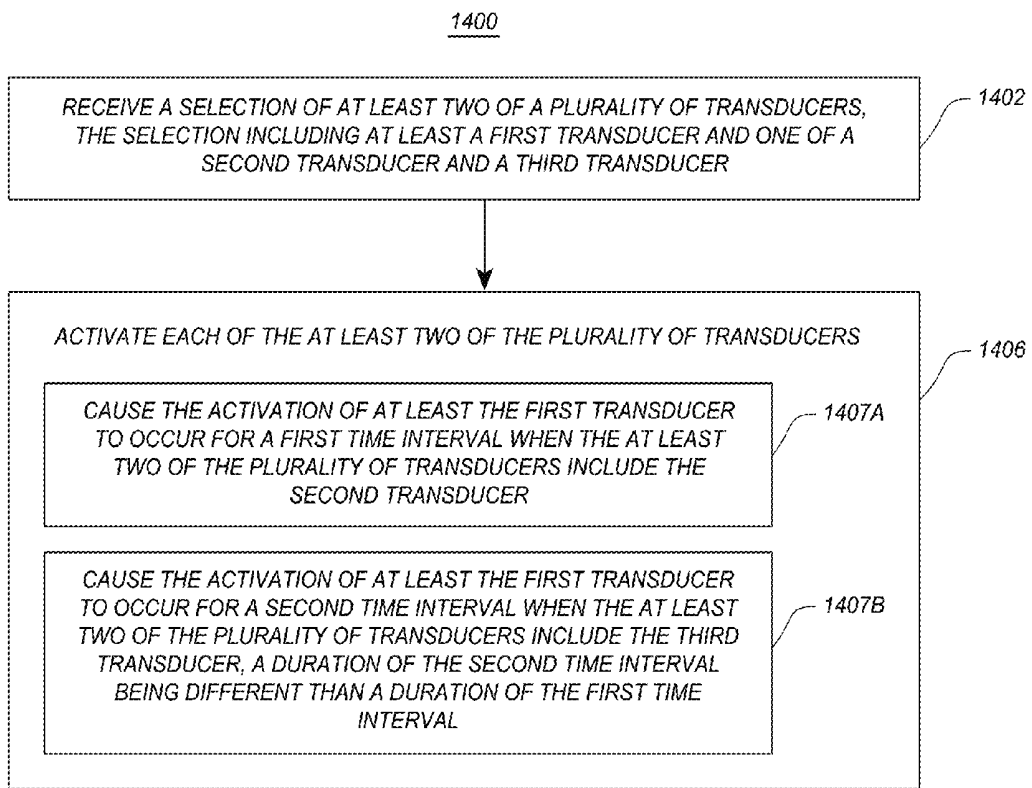 1400
RECEIVE A SELECTION OF AT LEAST TWO OF A PLURALITY OF TRANSDUCERS,
THE SELECTION INCLUDING AT LEAST A FIRST TRANSDUCER AND ONE OF A
SECOND TRANSDUCER AND A THIRD TRANSDUCER
1402
ACTIVATE EACH OF THE AT LEAST TWO OF THE PLURALITY OF TRANSDUCERS
1406
CAUSE THE ACTIVATION OF AT LEAST THE FIRST TRANSDUCER
TO OCCUR FOR A FIRST TIME INTERVAL WHEN THE AT LEAST
TWO OF THE PLURALITY OF TRANSDUCERS INCLUDE THE
SECOND TRANSDUCER
1407A
CAUSE THE ACTIVATION OF AT LEAST THE FIRST TRANSDUCER
TO OCCUR FOR A SECOND TIME INTERVAL WHEN THE AT LEAST
TWO OF THE PLURALITY OF TRANSDUCERS INCLUDE THE THIRD
TRANSDUCER, A DURATION OF THE SECOND TIME INTERVAL
BEING DIFFERENT THAN A DURATION OF THE FIRST TIME
INTERVAL
1407B